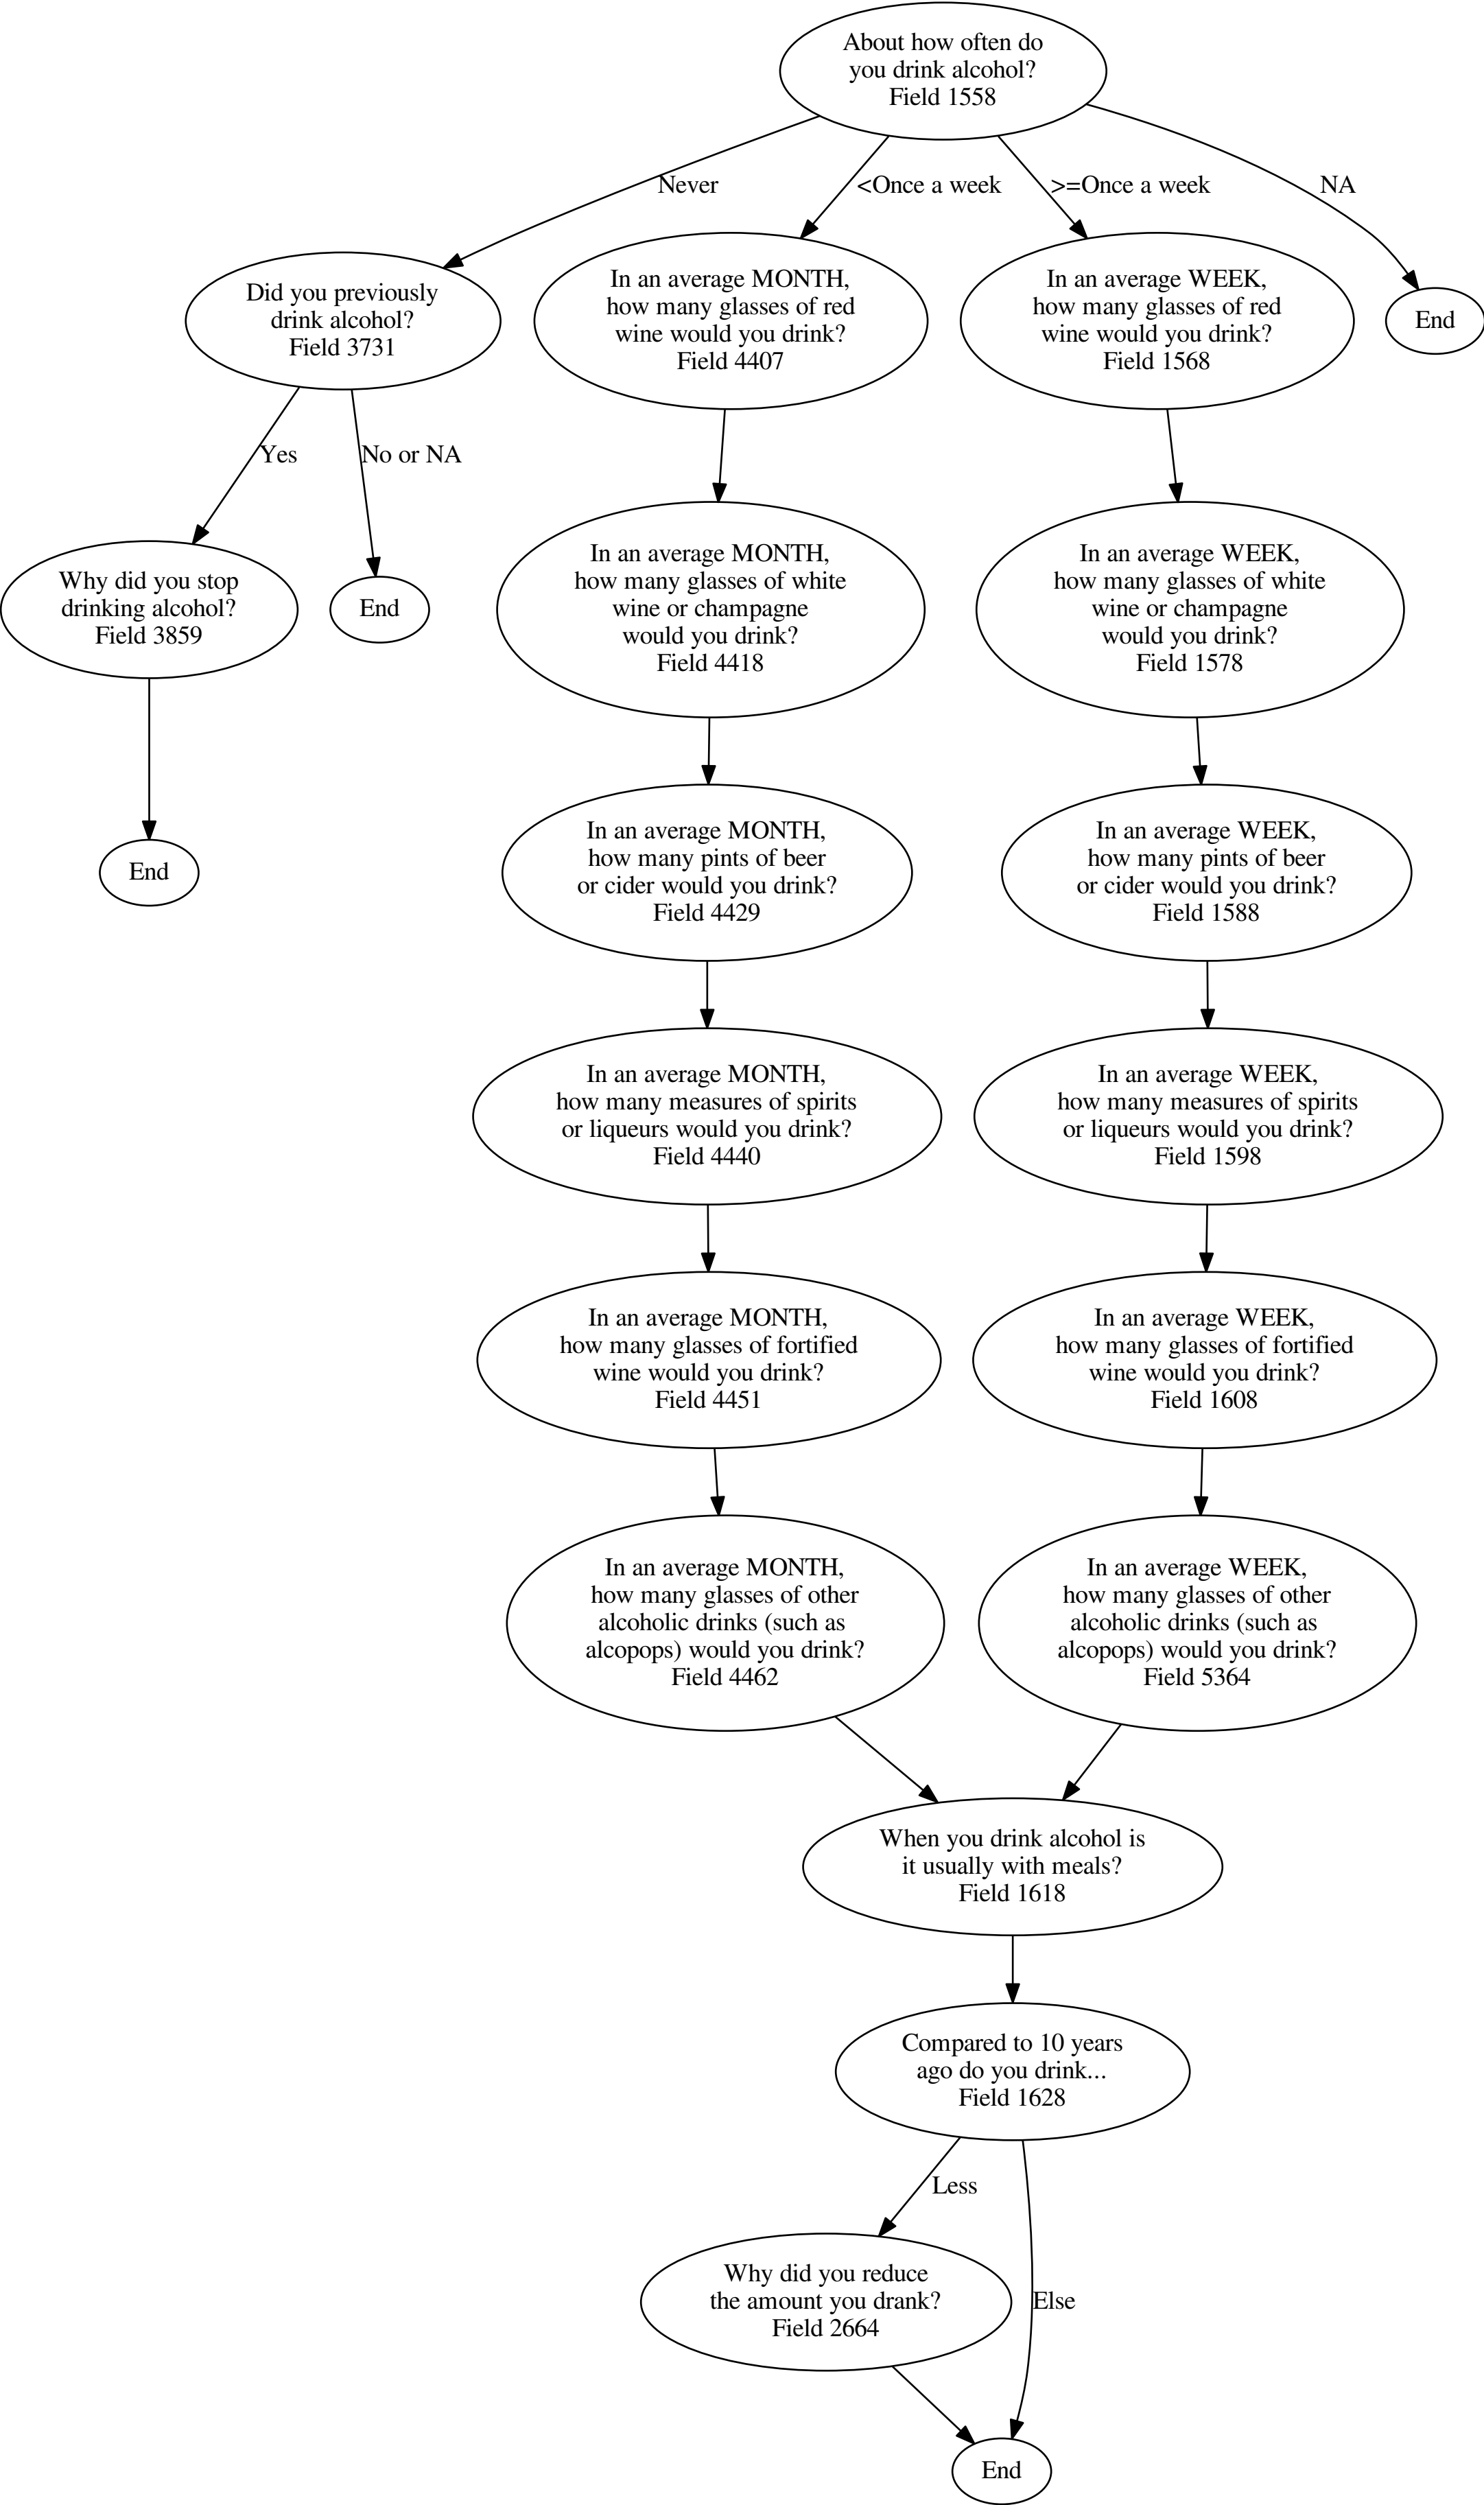 About how often do
you drink alcohol?
Field 1558
Never
<Once a week
>=Once a week
NA
Did you previously
drink alcohol?
Field 3731
In an average MONTH,
how many glasses of red
wine would you drink?
Field 4407
In an average WEEK,
how many glasses of red
wine would you drink?
Field 1568
End
Yes
No or NA
Why did you stop
drinking alcohol?
Field 3859
End
In an average MONTH,
how many glasses of white
wine or champagne
would you drink?
Field 4418
In an average WEEK,
how many glasses of white
wine or champagne
would you drink?
Field 1578
End
In an average MONTH,
how many pints of beer
or cider would you drink?
Field 4429
In an average WEEK,
how many pints of beer
or cider would you drink?
Field 1588
In an average MONTH,
how many measures of spirits
or liqueurs would you drink?
Field 4440
In an average WEEK,
how many measures of spirits
or liqueurs would you drink?
Field 1598
In an average MONTH,
how many glasses of fortified
wine would you drink?
Field 4451
In an average WEEK,
how many glasses of fortified
wine would you drink?
Field 1608
In an average MONTH,
how many glasses of other
alcoholic drinks (such as
alcopops) would you drink?
Field 4462
In an average WEEK,
how many glasses of other
alcoholic drinks (such as
alcopops) would you drink?
Field 5364
When you drink alcohol is
it usually with meals?
Field 1618
Compared to 10 years
ago do you drink...
Field 1628
Less
Why did you reduce
the amount you drank?
Field 2664
Else
End